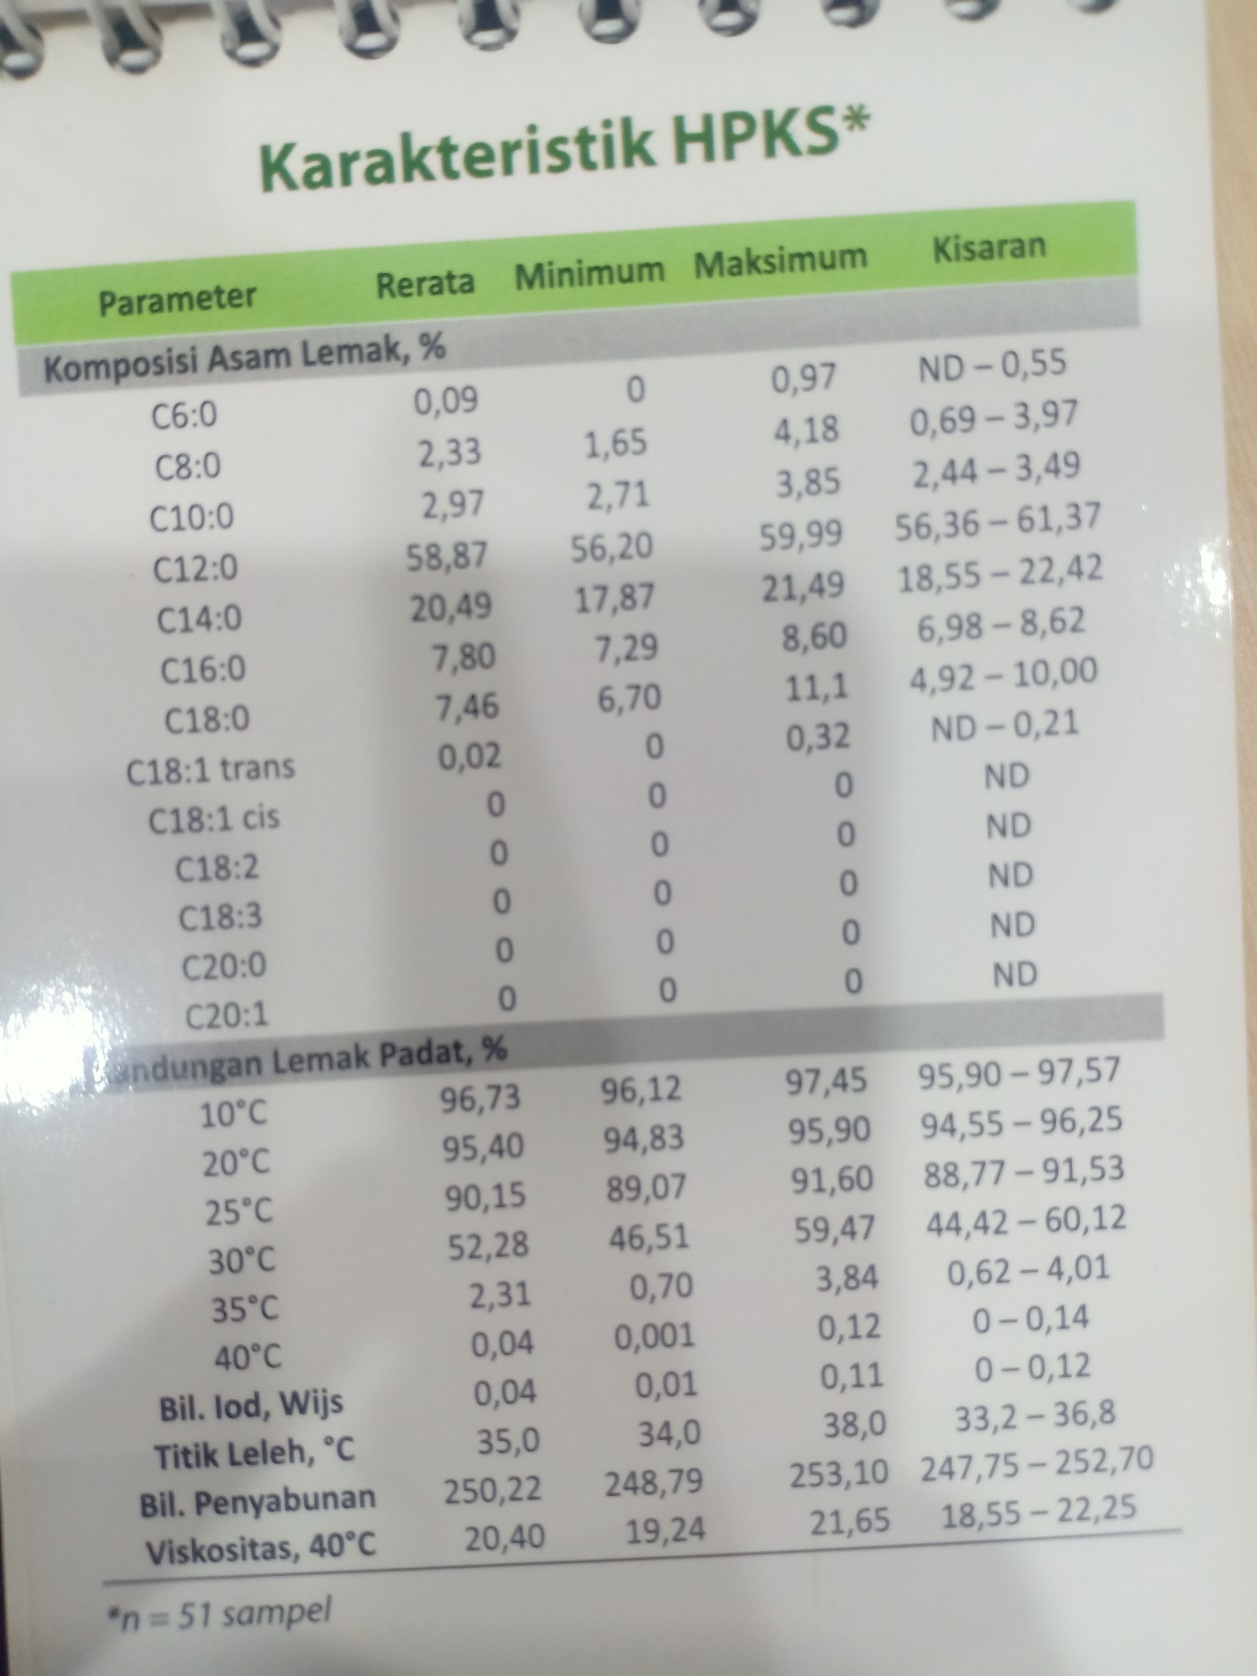 Karakteristik HPKS*
Parameter Rerata Minimum Maksimum Kisaran
Komposisi Asam Lemak, %
C6:0 0,09 0 0,97 ND – 0,55
C8:0 2,33 1,65 4,18 0,69 – 3,97
C10:0 2,97 2,71 3,85 2,44 – 3,49
C12:0 58,87 56,20 59,99 56,36 – 61,37
C14:0 20,49 17,87 21,49 18,55 – 22,42
C16:0 7,80 7,29 8,60 6,98 – 8,62
C18:0 7,46 6,70 11,1 4,92 – 10,00
C18:1 trans 0,02 0 0,32 ND – 0,21
C18:1 cis 0 0 0 ND
C18:2 0 0 0 ND
C18:3 0 0 0 ND
C20:0 0 0 0 ND
C20:1 0 0 0 ND
andungan Lemak Padat, %
10°C 96,73 96,12 97,45 95,90 – 97,57
20°C 95,40 94,83 95,90 94,55 – 96,25
25°C 90,15 89,07 91,60 88,77 – 91,53
30°C 52,28 46,51 59,47 44,42 – 60,12
35°C 2,31 0,70 3,84 0,62 – 4,01
40°C 0,04 0,001 0,12 0 – 0,14
Bil. Iod, Wijs 0,04 0,01 0,11 0 – 0,12
Titik Leleh, °C 35,0 34,0 38,0 33,2 – 36,8
Bil. Penyabunan 250,22 248,79 253,10 247,75 – 252,70
Viskositas, 40°C 20,40 19,24 21,65 18,55 – 22,25
*n = 51 sampel